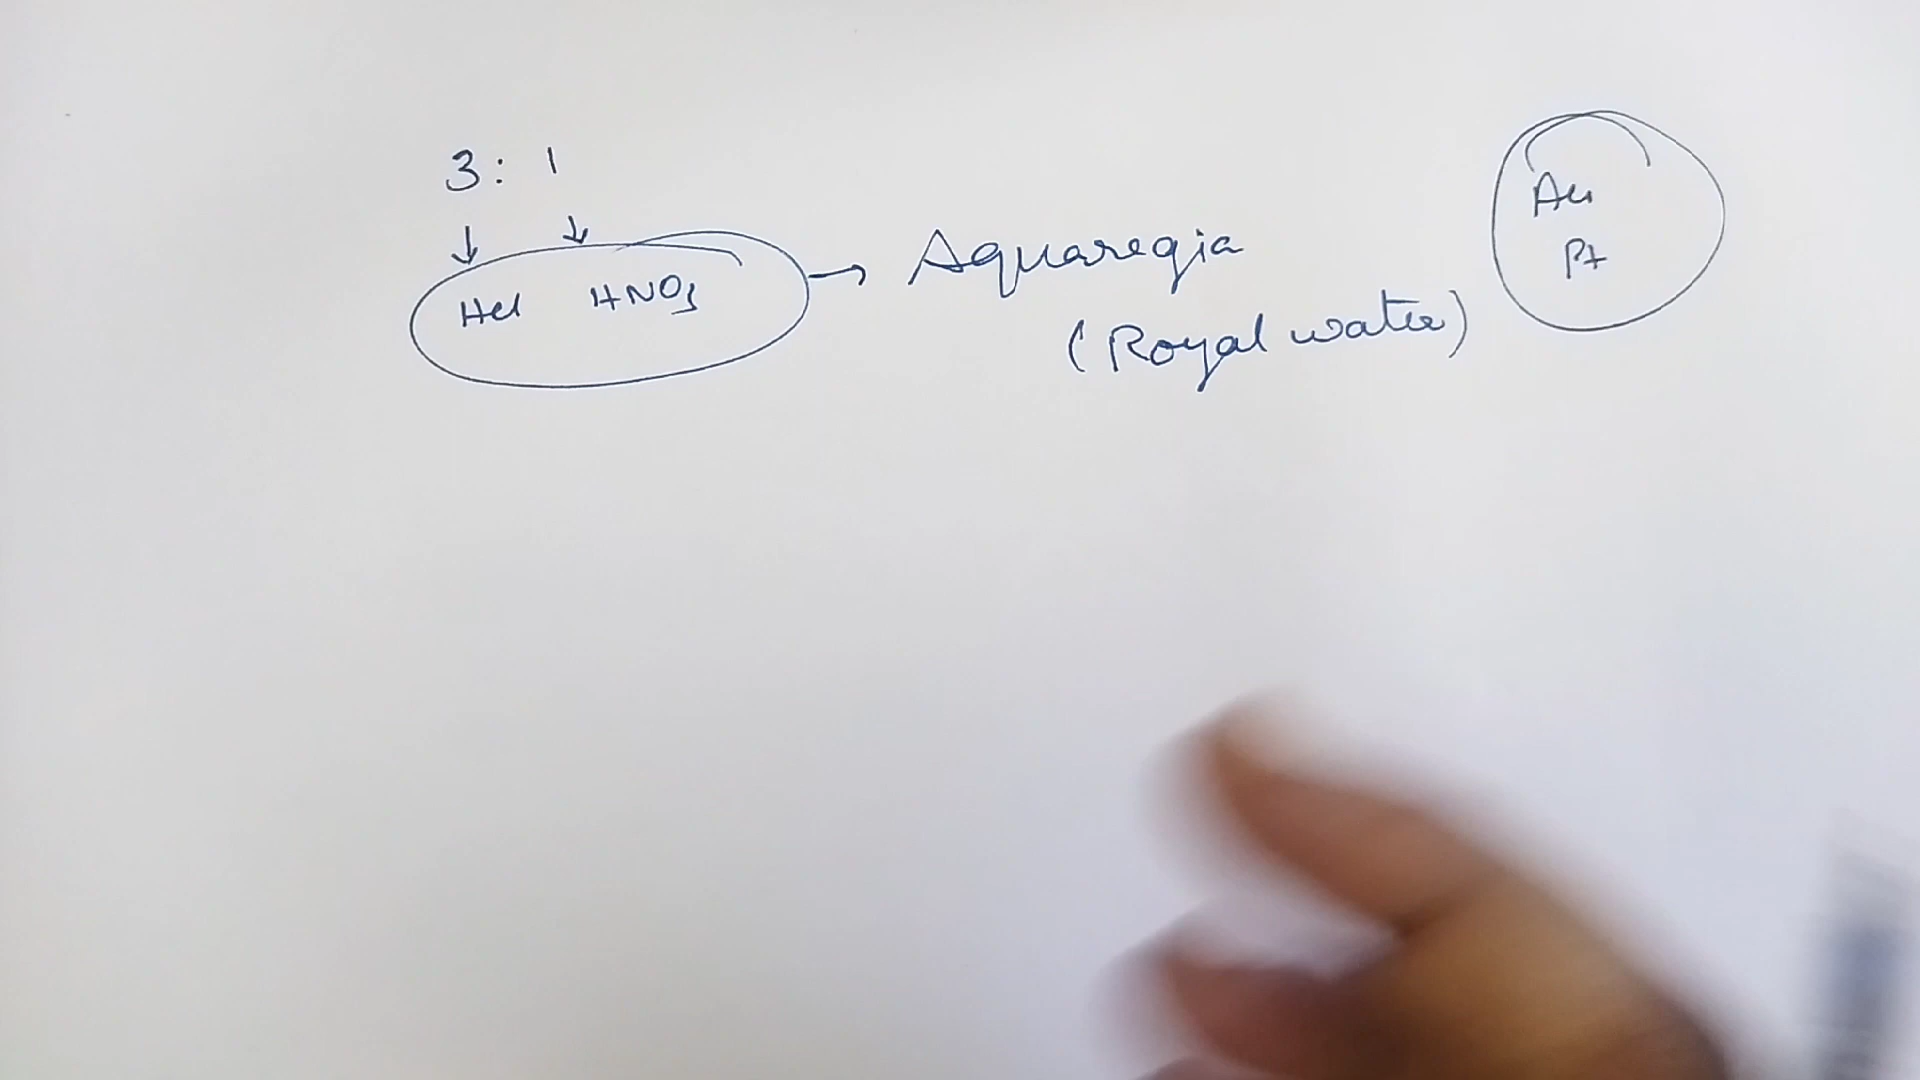 3 : 1
HCl HNO3 → Aquaregia
(Royal water)
Au
Pt